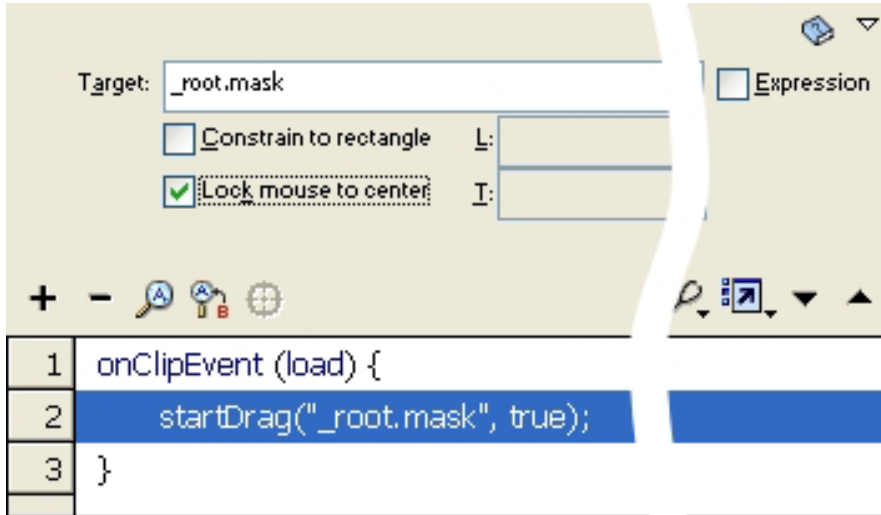 Target: _root.mask Expression
Constrain to rectangle L:
Lock mouse to center T:
1 onClipEvent (load) {
2 startDrag("_root.mask", true);
3 }